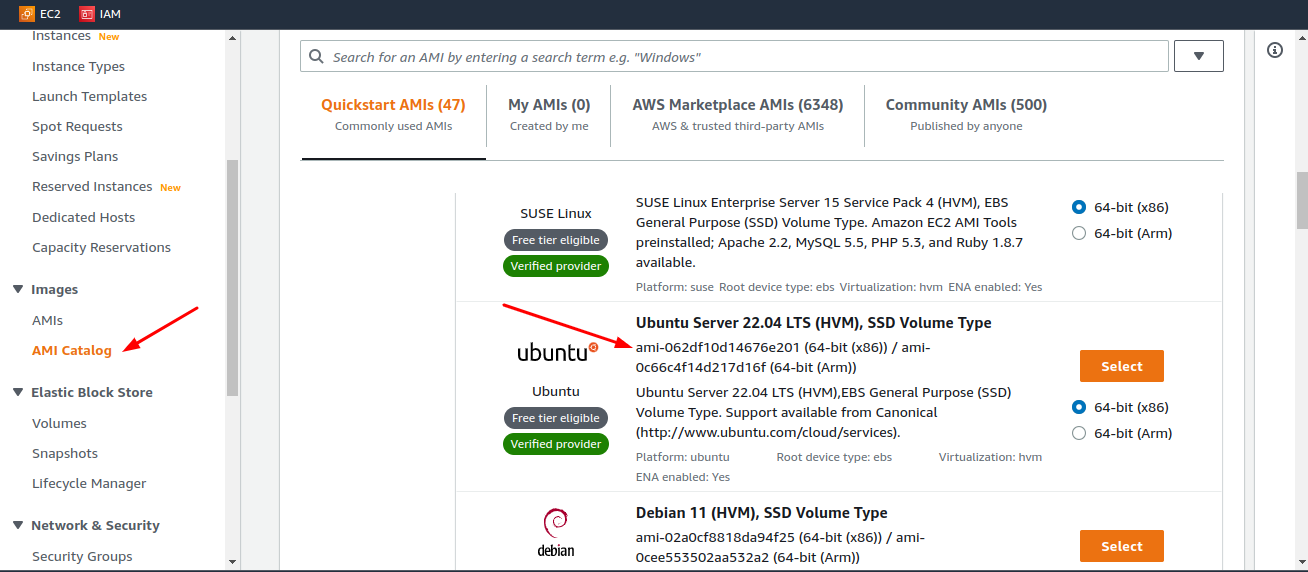 EC2
IAM
Instances New
Instance Types
Launch Templates
Spot Requests
Savings Plans
Reserved Instances New
Dedicated Hosts
Capacity Reservations
Images
AMIs
AMI Catalog
Elastic Block Store
Volumes
Snapshots
Lifecycle Manager
Network & Security
Security Groups
Search for an AMI by entering a search term e.g. "Windows"
Quickstart AMIs (47)
Commonly used AMIs
My AMIs (0)
Created by me
AWS Marketplace AMIs (6348)
AWS & trusted third-party AMIs
Community AMIs (500)
Published by anyone
SUSE Linux
Free tier eligible
Verified provider
SUSE Linux Enterprise Server 15 Service Pack 4 (HVM), EBS
General Purpose (SSD) Volume Type. Amazon EC2 AMI Tools
preinstalled; Apache 2.2, MySQL 5.5, PHP 5.3, and Ruby 1.8.7
available.
Platform: suse Root device type: ebs Virtualization: hvm ENA enabled: Yes
64-bit (x86)
64-bit (Arm)
ubuntu
Ubuntu
Free tier eligible
Verified provider
Ubuntu Server 22.04 LTS (HVM), SSD Volume Type
ami-062df10d14676e201 (64-bit (x86)) / ami-
0c66c4f14d217d16f (64-bit (Arm))
Ubuntu Server 22.04 LTS (HVM),EBS General Purpose (SSD)
Volume Type. Support available from Canonical
(http://www.ubuntu.com/cloud/services).
Platform: ubuntu Root device type: ebs Virtualization: hvm
ENA enabled: Yes
Select
64-bit (x86)
64-bit (Arm)
debian
Debian 11 (HVM), SSD Volume Type
ami-02a0cf8818da94f25 (64-bit (x86)) / ami-
0cee553502aa532a2 (64-bit (Arm))
Select